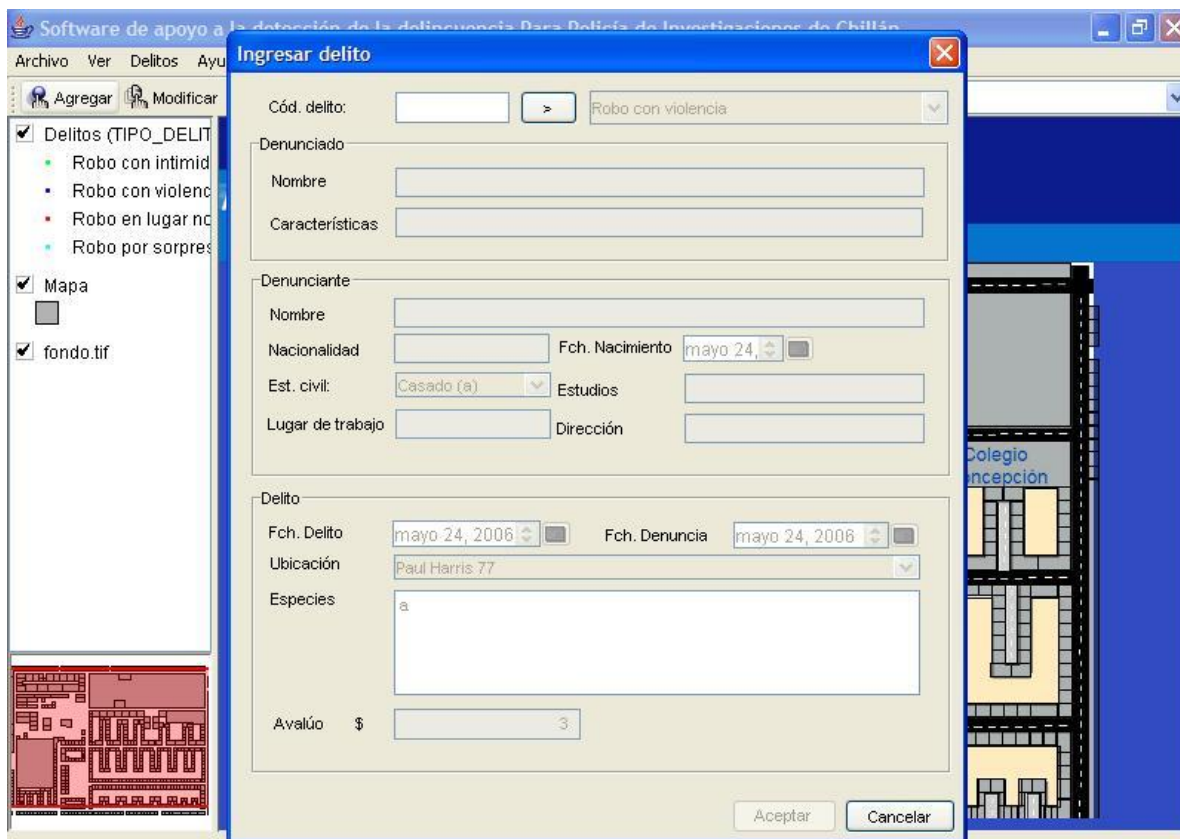 Software de apoyo a la detección de la delincuencia Para Policía de Investigaciones de Chillán
Archivo Ver Delitos Ayu
Agregar Modificar
Delitos (TIPO_DELIT
Robo con intimid
Robo con violenc
Robo en lugar no
Robo por sorpres
Mapa
fondo.tif
Ingresar delito
Cód. delito: > Robo con violencia
Denunciado
Nombre
Características
Denunciante
Nombre
Nacionalidad Fch. Nacimiento mayo 24,
Est. civil: Casado (a) Estudios
Lugar de trabajo Dirección
Delito
Fch. Delito mayo 24, 2006 Fch. Denuncia mayo 24, 2006
Ubicación Paul Harris 77
Especies a
Avalúo $ 3
Aceptar Cancelar
Colegio
oncepción